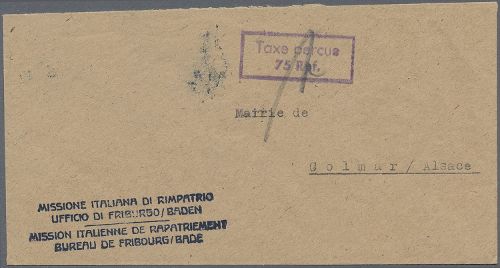 Taxe percue
75 Rpf.
Mairie de
Colmar/Alsace
MISSIONE ITALIANA DI RIMPATRIO
UFFICIO DI FRIBURGO/BADEN
MISSION ITALIENNE DE RAPATRIEMENT
BUREAU DE FRIBOURG/BADE